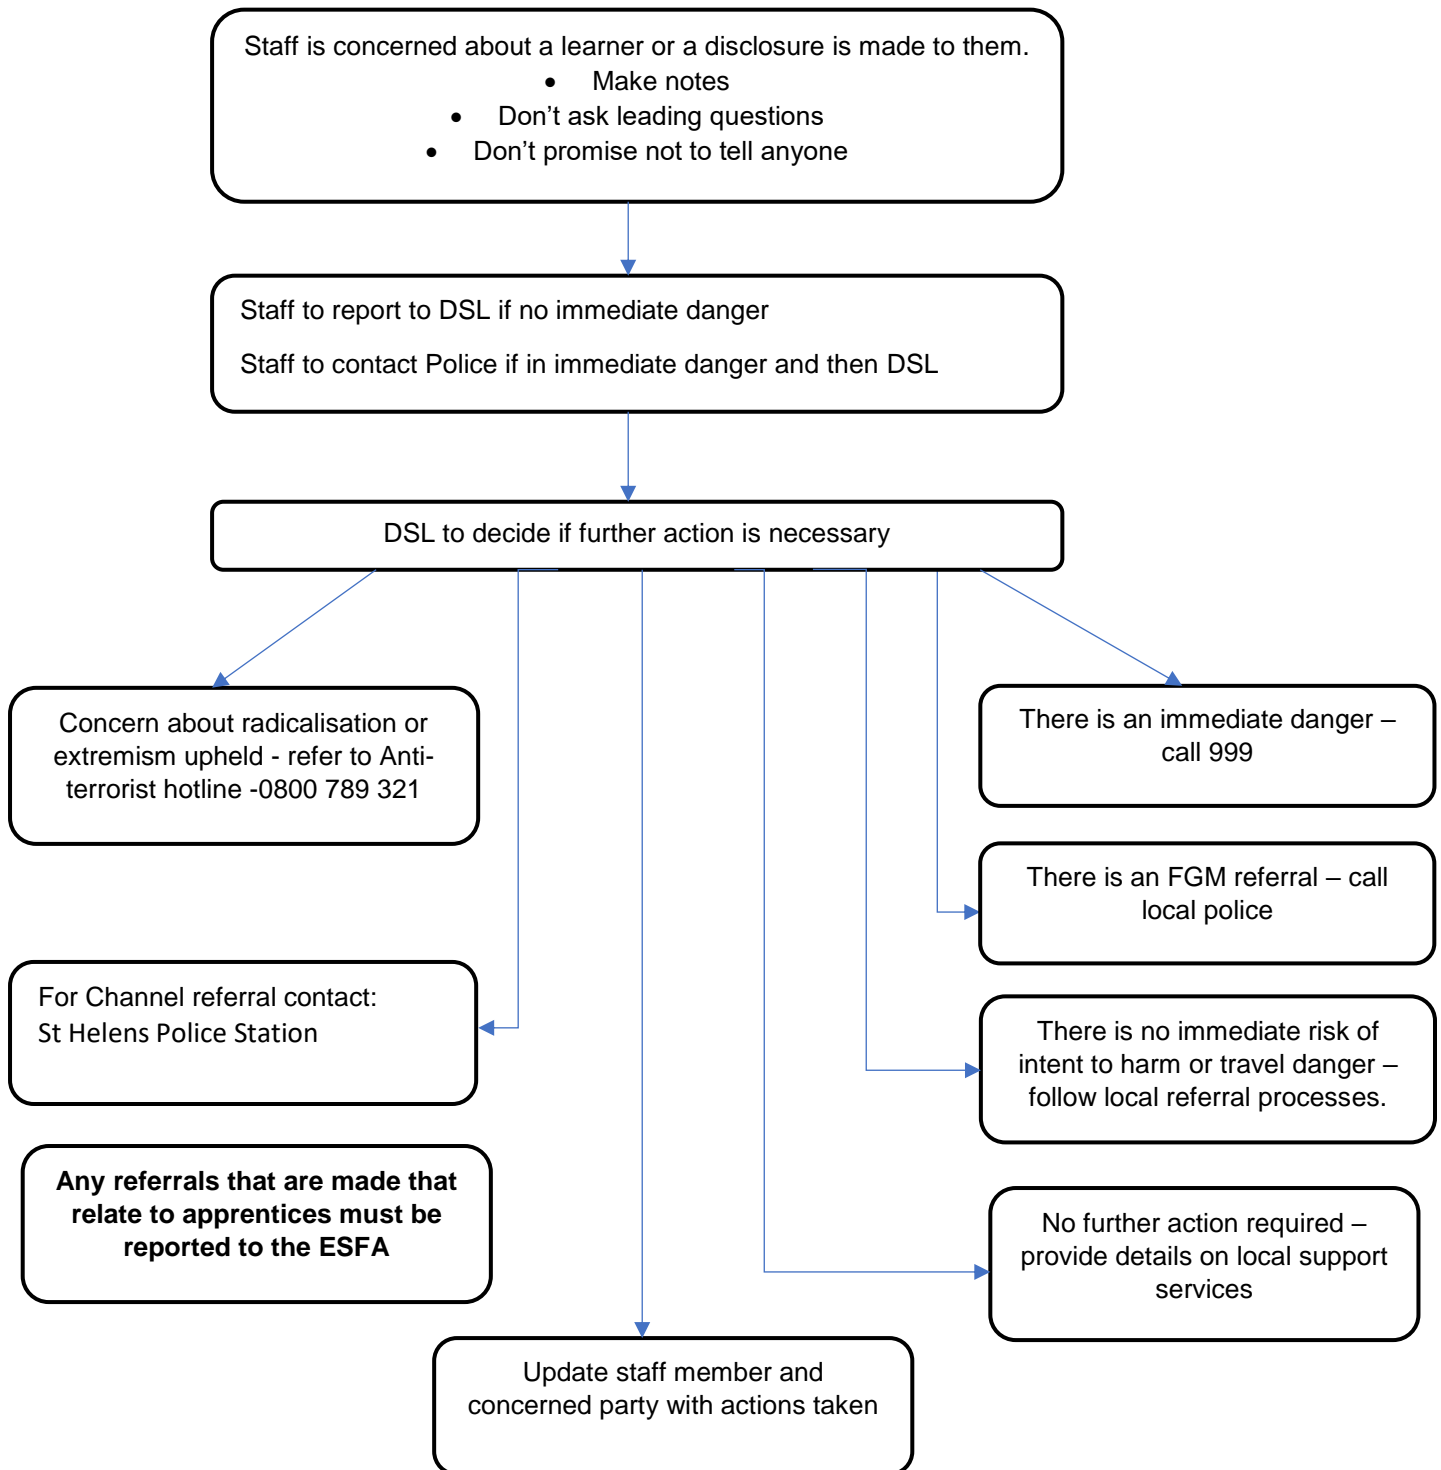 Staff is concerned about a learner or a disclosure is made to them.
• Make notes
• Don’t ask leading questions
• Don’t promise not to tell anyone
Staff to report to DSL if no immediate danger
Staff to contact Police if in immediate danger and then DSL
DSL to decide if further action is necessary
Concern about radicalisation or
extremism upheld - refer to Anti-
terrorist hotline -0800 789 321
There is an immediate danger –
call 999
There is an FGM referral – call
local police
For Channel referral contact:
St Helens Police Station
There is no immediate risk of
intent to harm or travel danger –
follow local referral processes.
Any referrals that are made that
relate to apprentices must be
reported to the ESFA
No further action required –
provide details on local support
services
Update staff member and
concerned party with actions taken